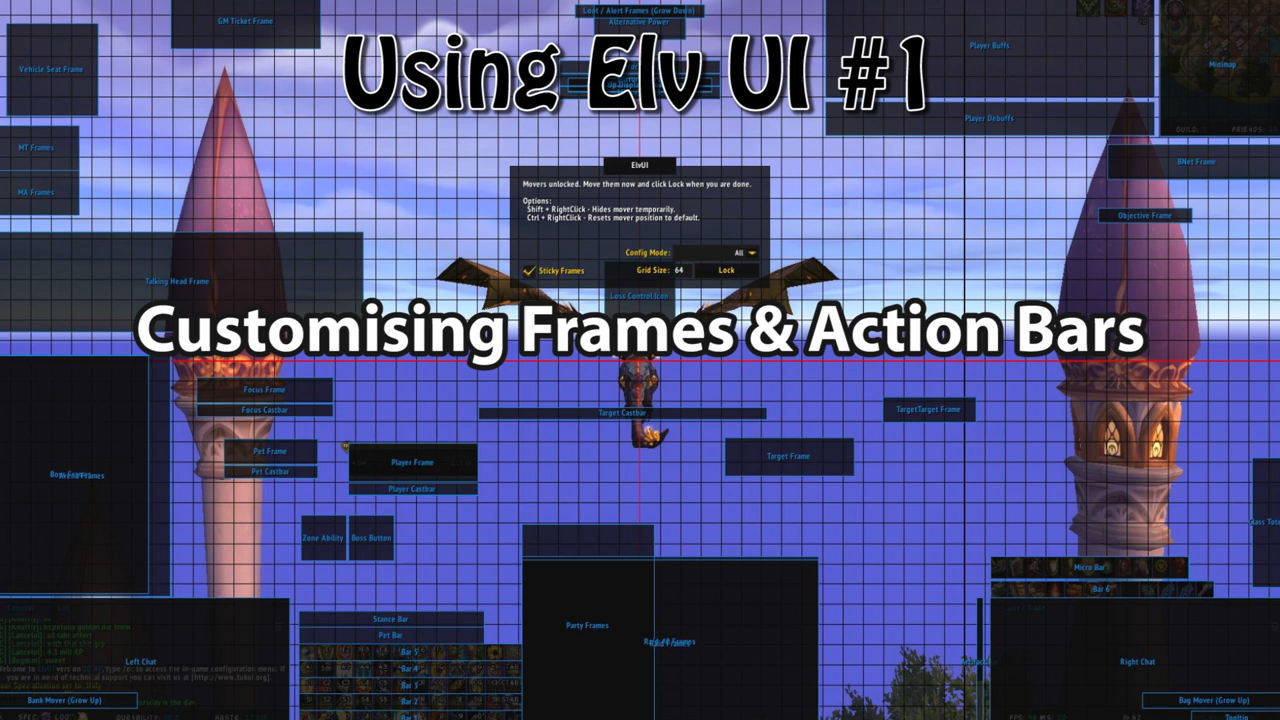 Loot / Alert Frames (Grow Down)
GM Ticket Frame
Alternative Power
Player Buffs
Vehicle Seat Frame
Minimap
Using Elv UI #1
Player Debuffs
GUILD:
FRIENDS:
MT Frames
BNet Frame
ElvUI
Movers unlocked. Move them now and click Lock when you are done.
MA Frames
Options:
Shift + RightClick - Hides mover temporarily.
Ctrl + RightClick - Resets mover position to default.
Objective Frame
Config Mode: All
Sticky Frames
Grid Size: 64
Lock
Talking Head Frame
Loss Control Icon
Customising Frames & Action Bars
Focus Frame
Focus Castbar
Target Castbar
TargetTarget Frame
Pet Frame
Pet Castbar
Player Frame
Target Frame
Player Castbar
Zone Ability
Boss Button
Micro Bar
Bar 6
Stance Bar
Party Frames
Pet Bar
Bar 5
Left Chat
Right Chat
Bar 4
Bar 3
Bar 2
Bank Mover (Grow Up)
Bag Mover (Grow Up)
Tooltip